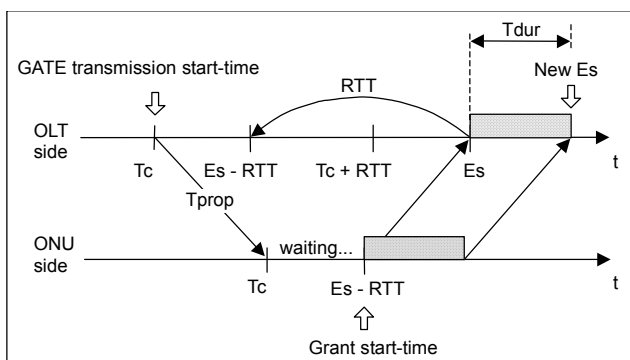 Tdur
GATE transmission start-time
New Es
RTT
OLT
side
Tc
Es - RTT
Tc + RTT
Es
t
Tprop
ONU
side
waiting...
Tc
Es - RTT
t
Grant start-time